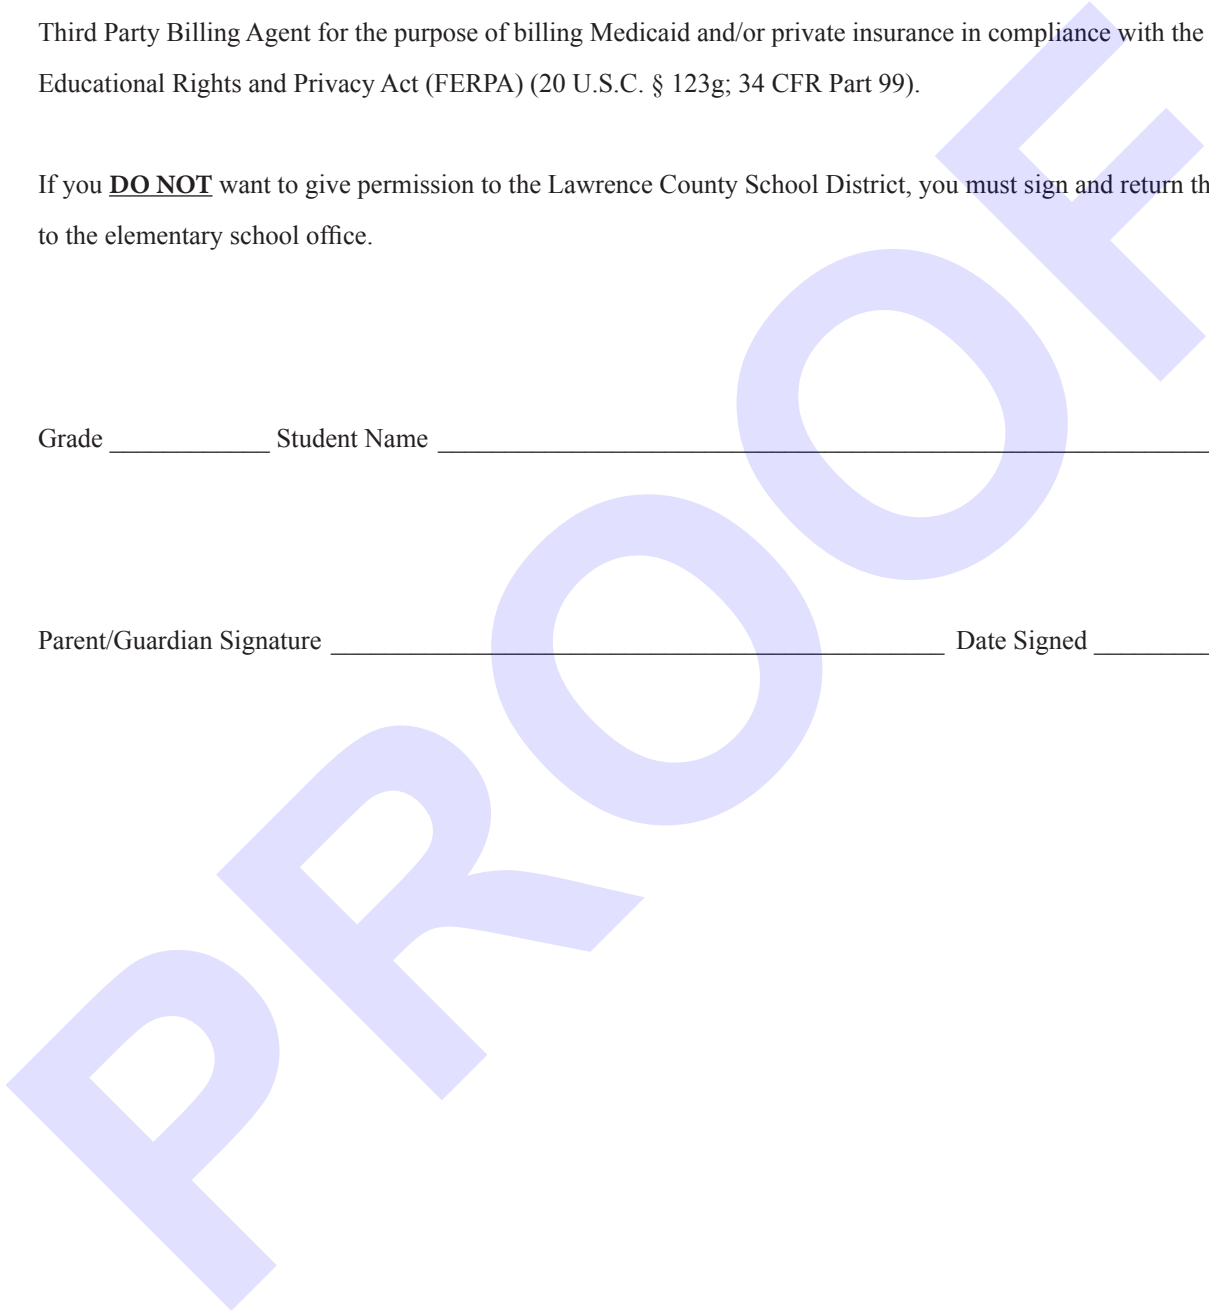 Third Party Billing Agent for the purpose of billing Medicaid and/or private insurance in compliance with the
Educational Rights and Privacy Act (FERPA) (20 U.S.C. § 123g; 34 CFR Part 99).
If you DO NOT want to give permission to the Lawrence County School District, you must sign and return th
to the elementary school office.
Grade ____________ Student Name __________________________________________________________
Parent/Guardian Signature ______________________________________________ Date Signed _________
PROOF